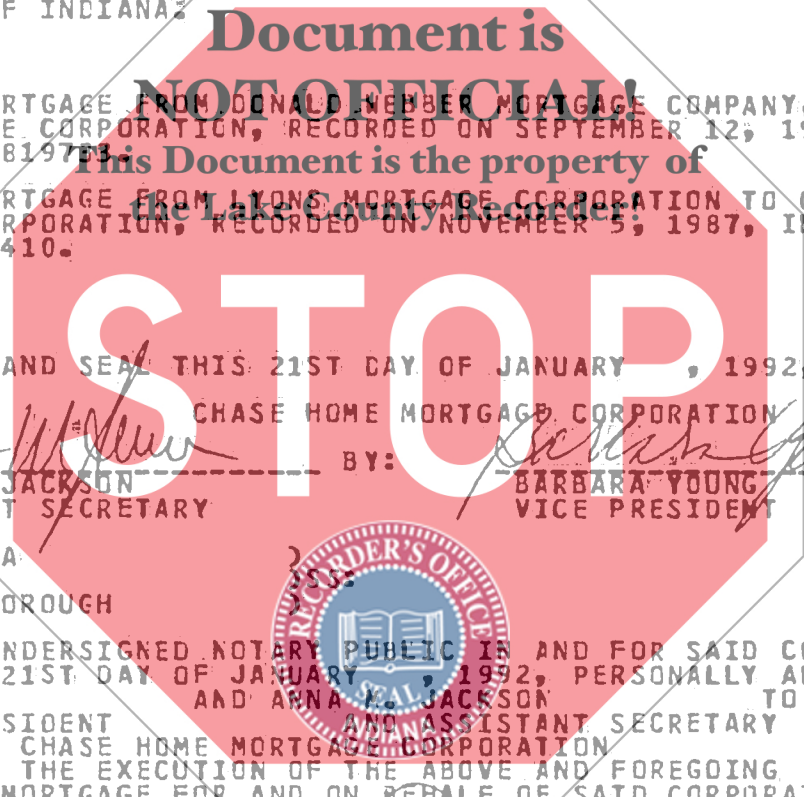 F INDIANA:
Document is
NOT OFFICIAL!
RTGAGE FROM DONALD WEBBER MORTGAGE COMPANY
E CORPORATION, RECORDED ON SEPTEMBER 12, 19
This Document is the property of
RTGAGE FROM LYONS MORTGAGE CORPORATION TO
the Lake County Recorder!
RPORATION, RECORDED ON NOVEMBER 5, 1987, I
410.
STOP
AND SEAL THIS 21ST DAY OF JANUARY , 1992,
CHASE HOME MORTGAGE CORPORATION
BY:
JACKSON BARBARA YOUNG
T SECRETARY VICE PRESIDENT
A )
)SS:
OROUGH )
RECORDER'S OFFICE
NDERSIGNED NOTARY PUBLIC IN AND FOR SAID CO
21ST DAY OF JANUARY , 1992, PERSONALLY A
AND ANNA M. JACKSON TO
SEAL
SIDENT AND ASSISTANT SECRETARY
INDIANA
CHASE HOME MORTGAGE CORPORATION
THE EXECUTION OF THE ABOVE AND FOREGOING
MORTGAGE FOR AND ON BEHALF OF SAID CORPORA